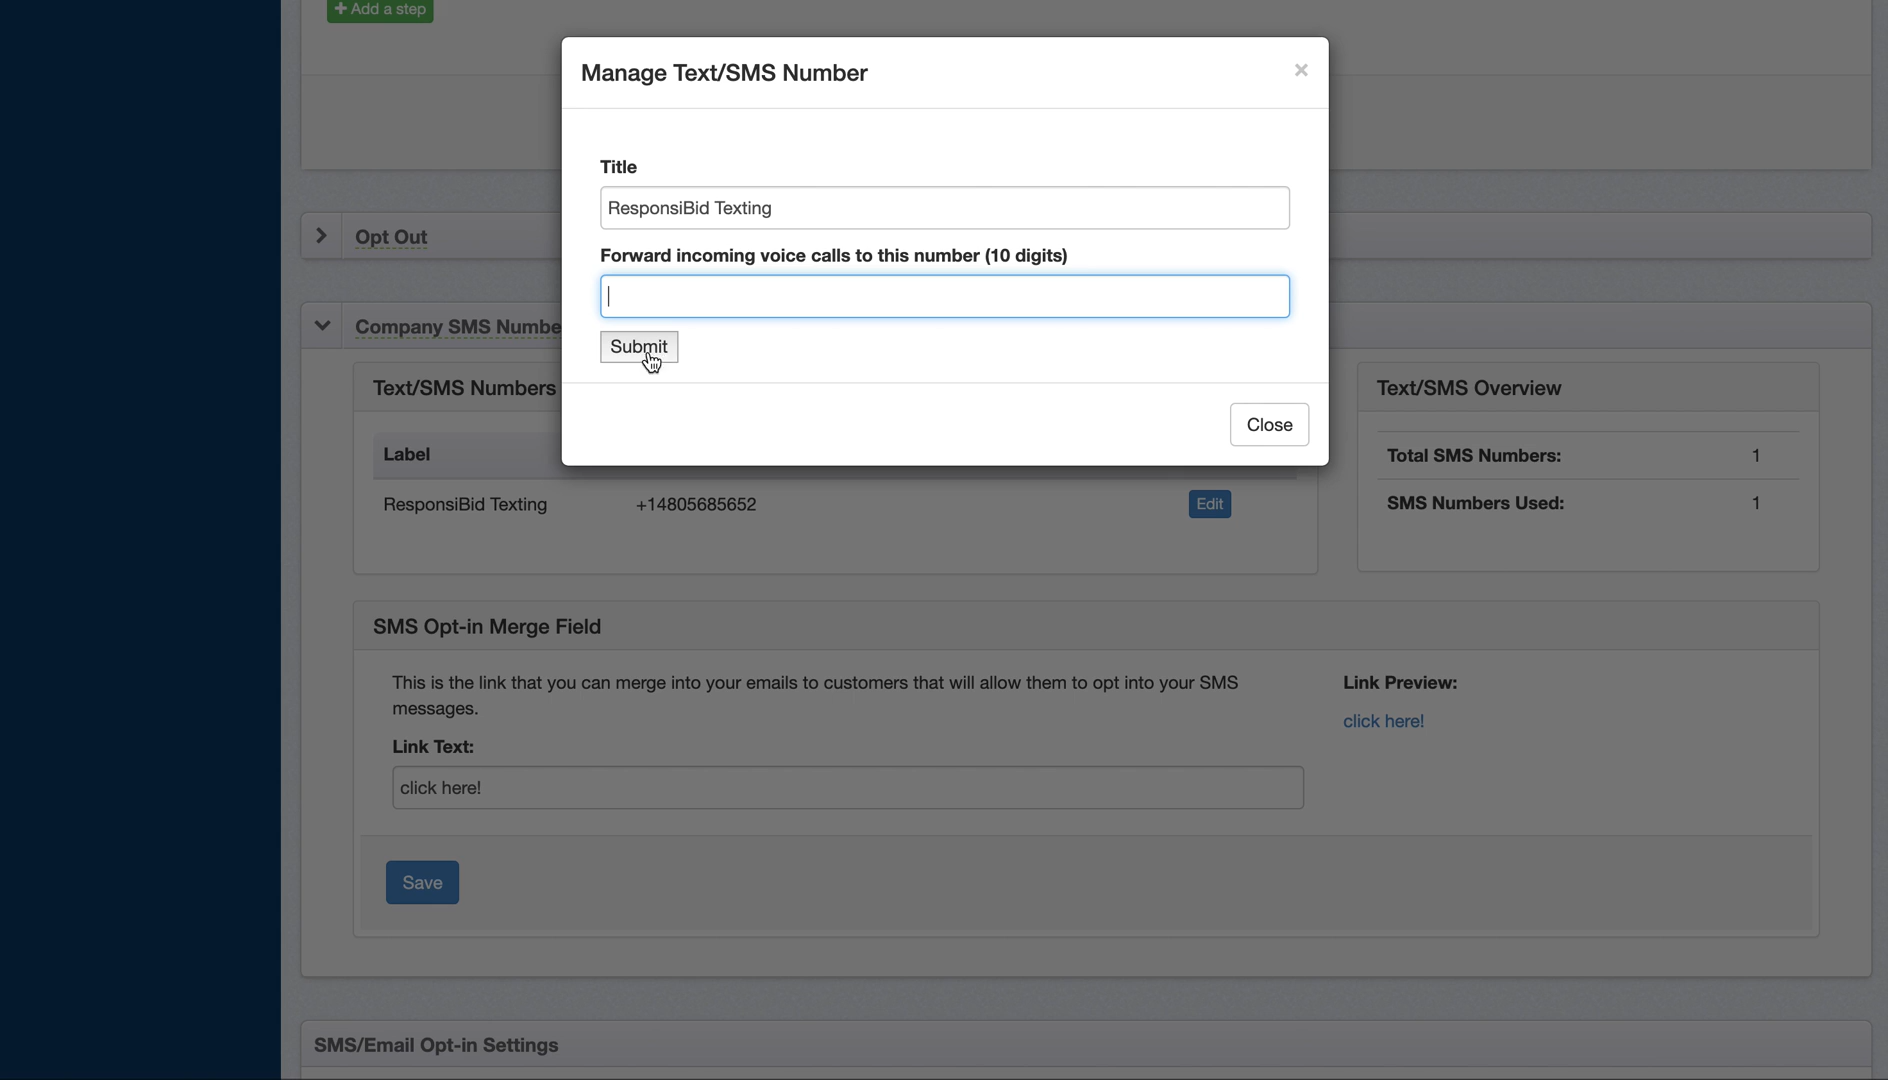 + Add a step
Manage Text/SMS Number
×
Title
ResponsiBid Texting
Forward incoming voice calls to this number (10 digits)
Submit
Close
Opt Out
Company SMS Numbe
Text/SMS Numbers
Label
ResponsiBid Texting +14805685652 Edit
Text/SMS Overview
Total SMS Numbers: 1
SMS Numbers Used: 1
SMS Opt-in Merge Field
This is the link that you can merge into your emails to customers that will allow them to opt into your SMS
messages.
Link Text:
click here!
Link Preview:
click here!
Save
SMS/Email Opt-in Settings